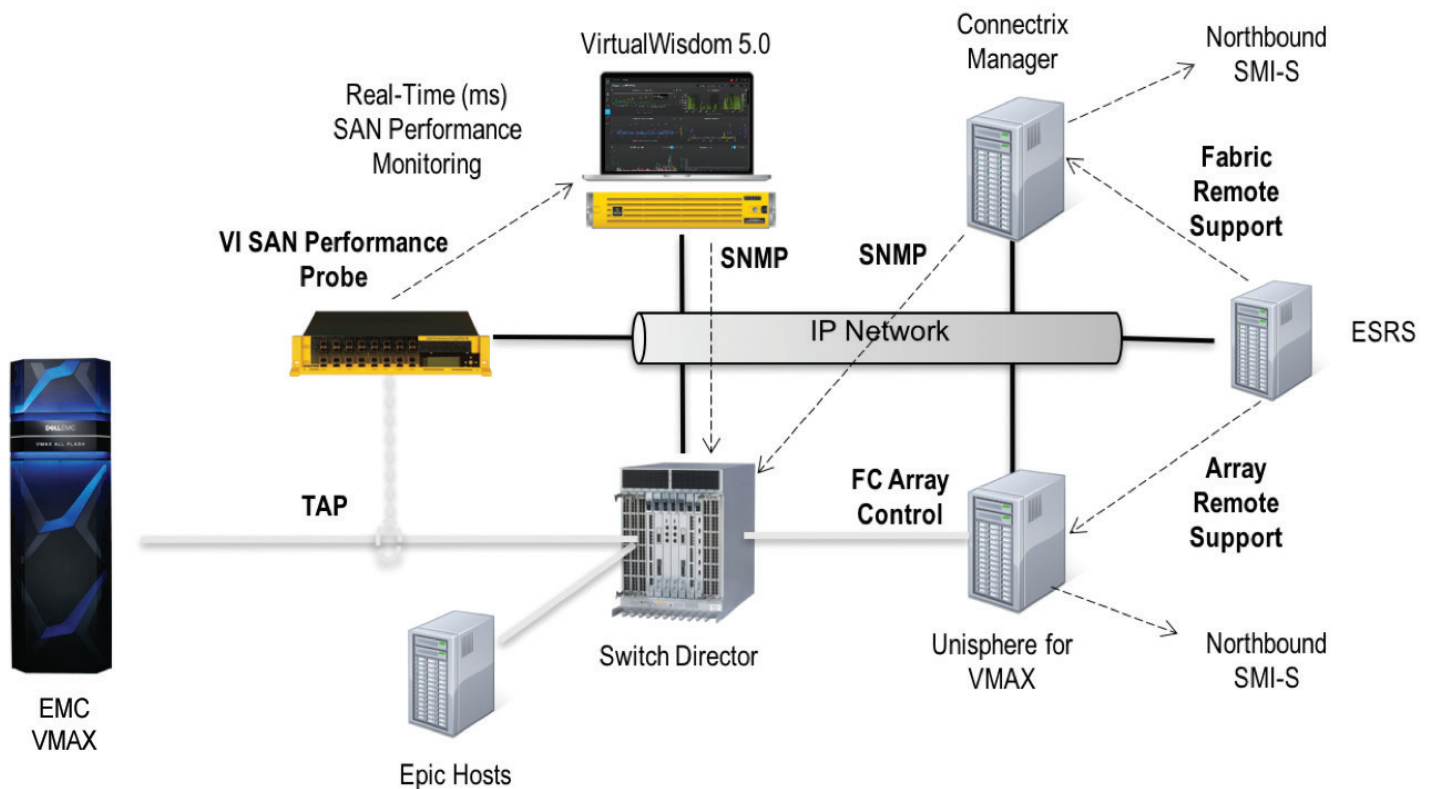 VirtualWisdom 5.0
Connectrix
Manager
Northbound
SMI-S
Real-Time (ms)
SAN Performance
Monitoring
Fabric
Remote
Support
VI SAN Performance
Probe
SNMP
SNMP
IP Network
ESRS
DELLEMC
VMAX ALL FLASH
TAP
FC Array
Control
Array
Remote
Support
Switch Director
Unisphere for
VMAX
Northbound
SMI-S
EMC
VMAX
Epic Hosts